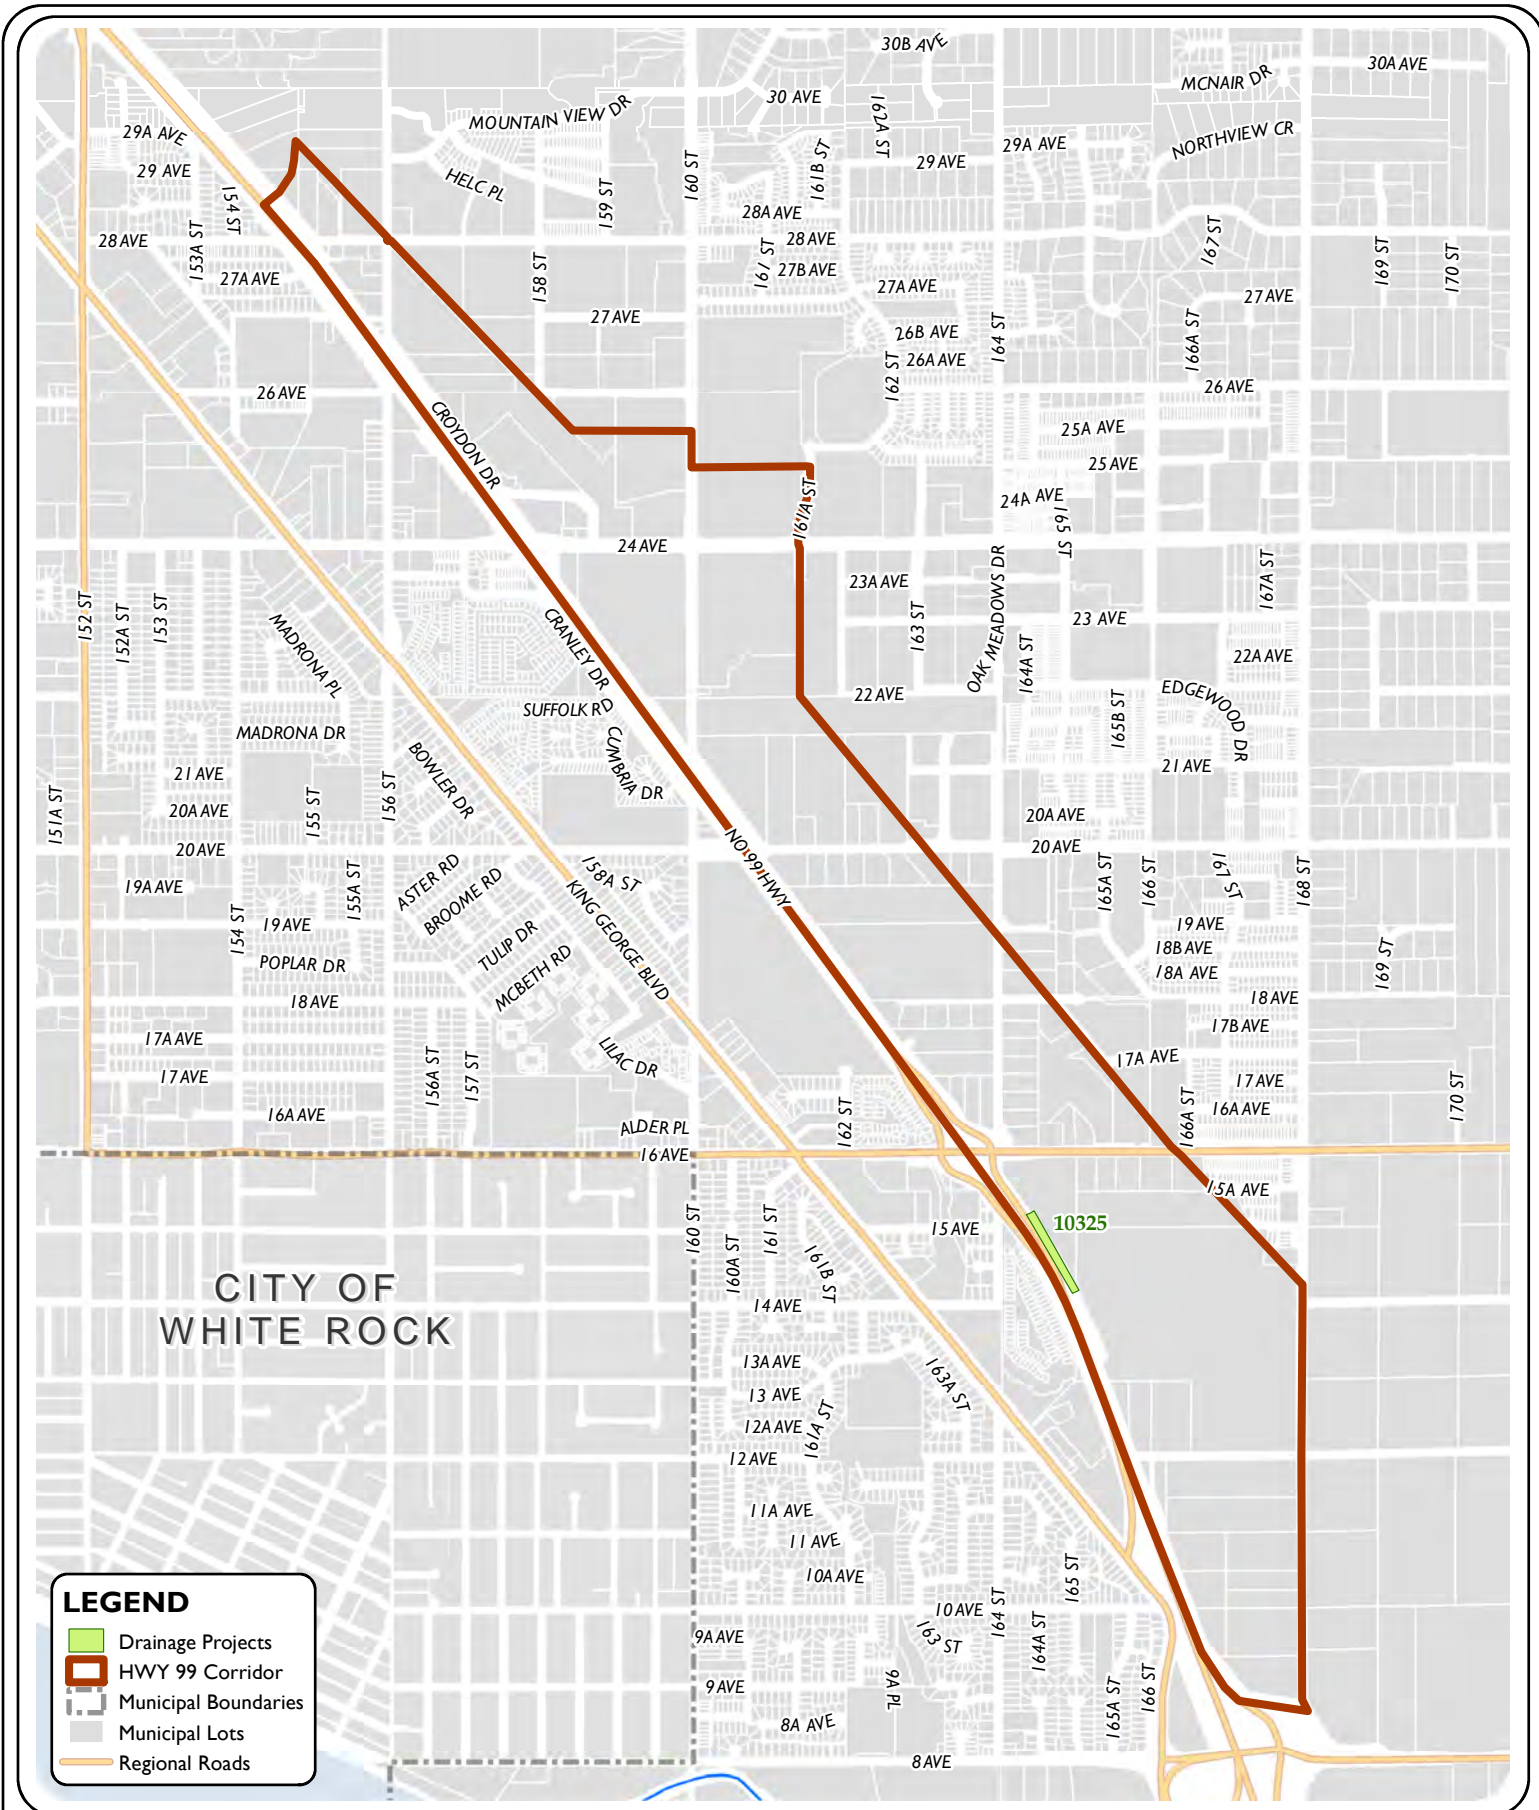 30B AVE
30A AVE
MCNAIR DR
30 AVE
MOUNTAIN VIEW DR
162A ST
29A AVE
NORTHVIEW CR
29A AVE
29 AVE
161B ST
29 AVE
HELC PL
160 ST
159 ST
154 ST
28A AVE
167 ST
28 AVE
153A ST
28 AVE
161 ST
169 ST
170 ST
27A AVE
158 ST
27B AVE
27A AVE
27 AVE
27 AVE
26B AVE
164 ST
166A ST
26A AVE
162 ST
26 AVE
26 AVE
CROYDON DR
25A AVE
25 AVE
24A AVE
161A ST
165 ST
24 AVE
23A AVE
167A ST
OAK MEADOWS DR
152 ST
152A ST
153 ST
MADRONA PL
CRANLEY DR
163 ST
23 AVE
164A ST
22A AVE
22 AVE
EDGEWOOD DR
SUFFOLK RD
165B ST
MADRONA DR
BOWLER DR
CUMBRIA DR
21 AVE
21 AVE
156 ST
151A ST
20A AVE
155 ST
20A AVE
20 AVE
NO 99 HWY
20 AVE
19A AVE
155A ST
ASTER RD
BROOME RD
158A ST
KING GEORGE BLVD
165A ST
166 ST
167 ST
168 ST
154 ST
19 AVE
19 AVE
TULIP DR
18B AVE
POPLAR DR
MCBETH RD
18A AVE
169 ST
18 AVE
18 AVE
17A AVE
17B AVE
156A ST
157 ST
LILAC DR
17A AVE
17 AVE
17 AVE
170 ST
16A AVE
ALDER PL
162 ST
166A ST
16A AVE
16 AVE
15A AVE
160 ST
161 ST
15 AVE
10325
160A ST
161B ST
CITY OF
WHITE ROCK
14 AVE
13A AVE
163A ST
13 AVE
12A AVE
161A ST
12 AVE
11A AVE
11 AVE
10A AVE
165 ST
10 AVE
164 ST
9A AVE
163 ST
164A ST
9 AVE
9A PL
166 ST
165A ST
8A AVE
8 AVE
LEGEND
Drainage Projects
HWY 99 Corridor
Municipal Boundaries
Municipal Lots
Regional Roads